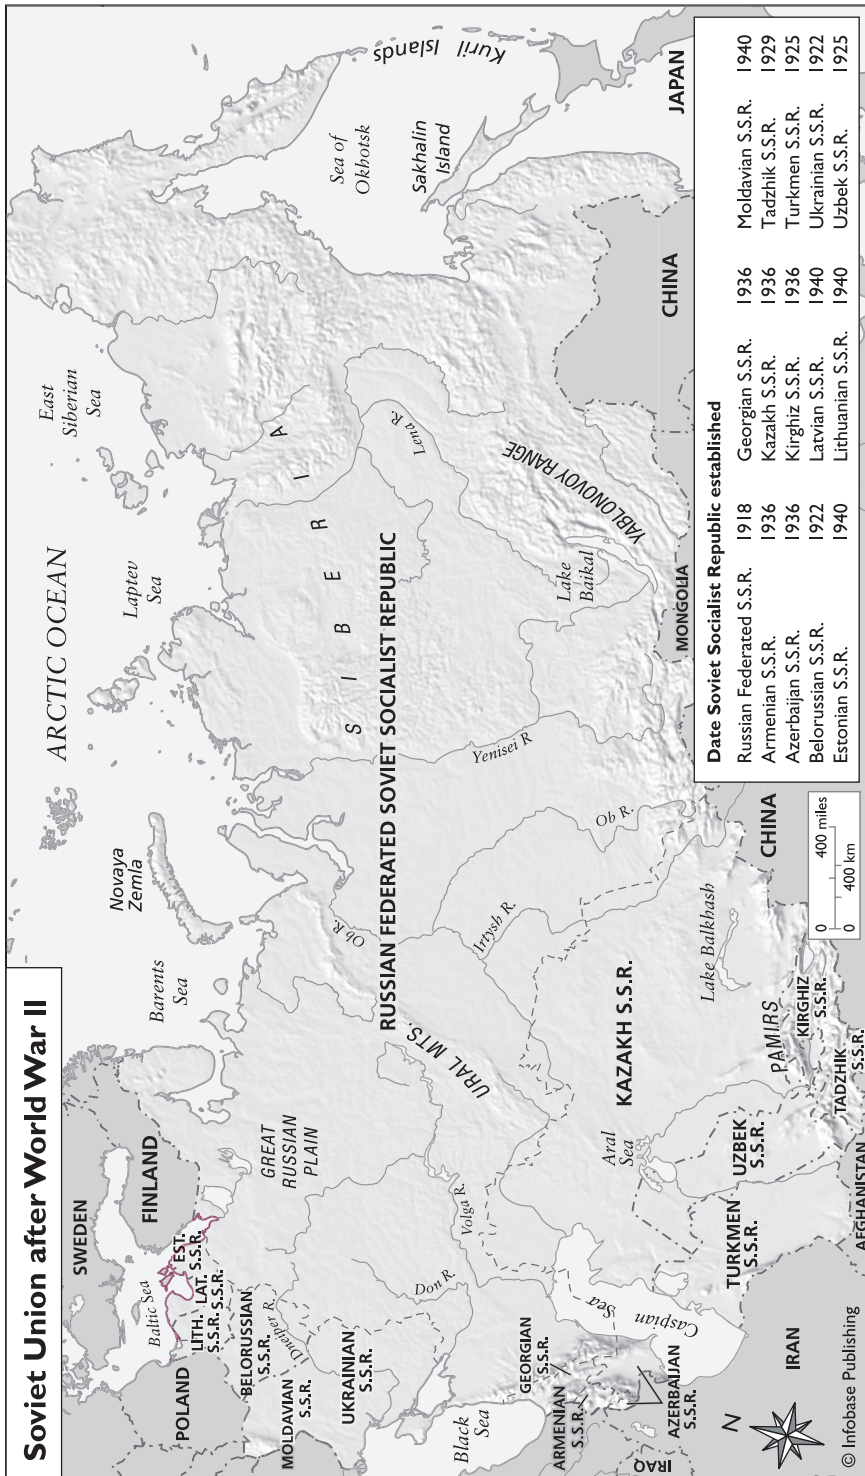 Soviet Union after World War II
ARCTIC OCEAN
East
Siberian
Sea
Laptev
Sea
Novaya
Zemla
Barents
Sea
Kuril Islands
Sea of
Okhotsk
Sakhalin
Island
JAPAN
SWEDEN
FINLAND
Baltic Sea
EST.
S.S.R.
LAT.
S.S.R.
LITH.
S.S.R.
POLAND
BELORUSSIAN
S.S.R.
Dneiper R.
MOLDAVIAN
S.S.R.
UKRAINIAN
S.S.R.
GREAT
RUSSIAN
PLAIN
Don R.
Volga R.
URAL MTS.
Ob R.
Irtysh R.
Ob R.
Yenisei R
SIBERIA
RUSSIAN FEDERATED SOVIET SOCIALIST REPUBLIC
Lena R.
YABLONOVOY RANGE
Lake
Baikal
MONGOLIA
CHINA
CHINA
KAZAKH S.S.R.
Lake Balkhash
Aral
Sea
PAMIRS
KIRGHIZ
S.S.R.
TADZHIK
S.S.R.
UZBEK
S.S.R.
TURKMEN
S.S.R.
AFGHANISTAN
Caspian
Sea
Black
Sea
GEORGIAN
S.S.R.
ARMENIAN
S.S.R.
AZERBAIJAN
S.S.R.
IRAN
IRAQ
N
© Infobase Publishing
0 400 miles
0 400 km
Date Soviet Socialist Republic established
Russian Federated S.S.R. 1918 Georgian S.S.R. 1936 Moldavian S.S.R. 1940
Armenian S.S.R. 1936 Kazakh S.S.R. 1936 Tadzhik S.S.R. 1929
Azerbaijan S.S.R. 1936 Kirghiz S.S.R. 1936 Turkmen S.S.R. 1925
Belorussian S.S.R. 1922 Latvian S.S.R. 1940 Ukrainian S.S.R. 1922
Estonian S.S.R. 1940 Lithuanian S.S.R. 1940 Uzbek S.S.R. 1925